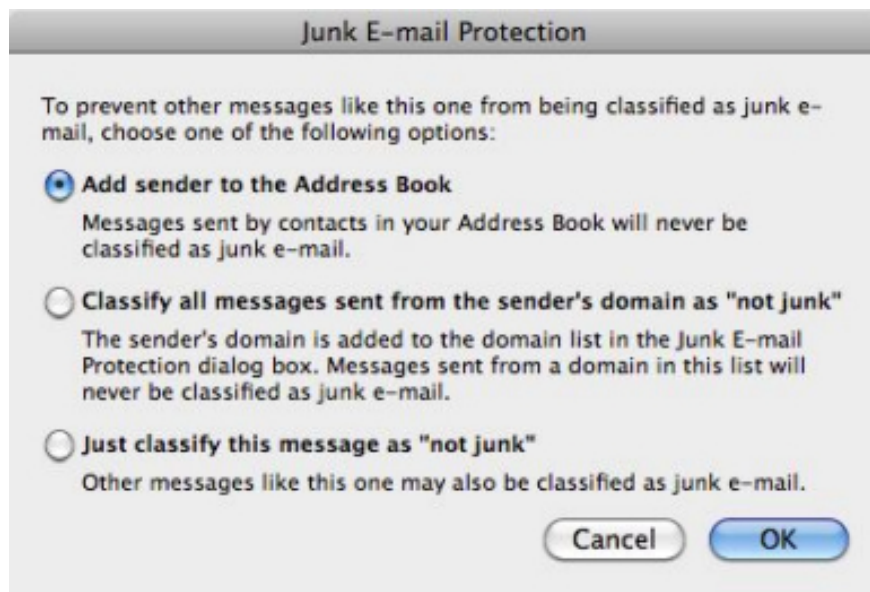 Junk E-mail Protection
To prevent other messages like this one from being classified as junk e-
mail, choose one of the following options:
Add sender to the Address Book
Messages sent by contacts in your Address Book will never be
classified as junk e-mail.
Classify all messages sent from the sender's domain as "not junk"
The sender's domain is added to the domain list in the Junk E-mail
Protection dialog box. Messages sent from a domain in this list will
never be classified as junk e-mail.
Just classify this message as "not junk"
Other messages like this one may also be classified as junk e-mail.
Cancel OK